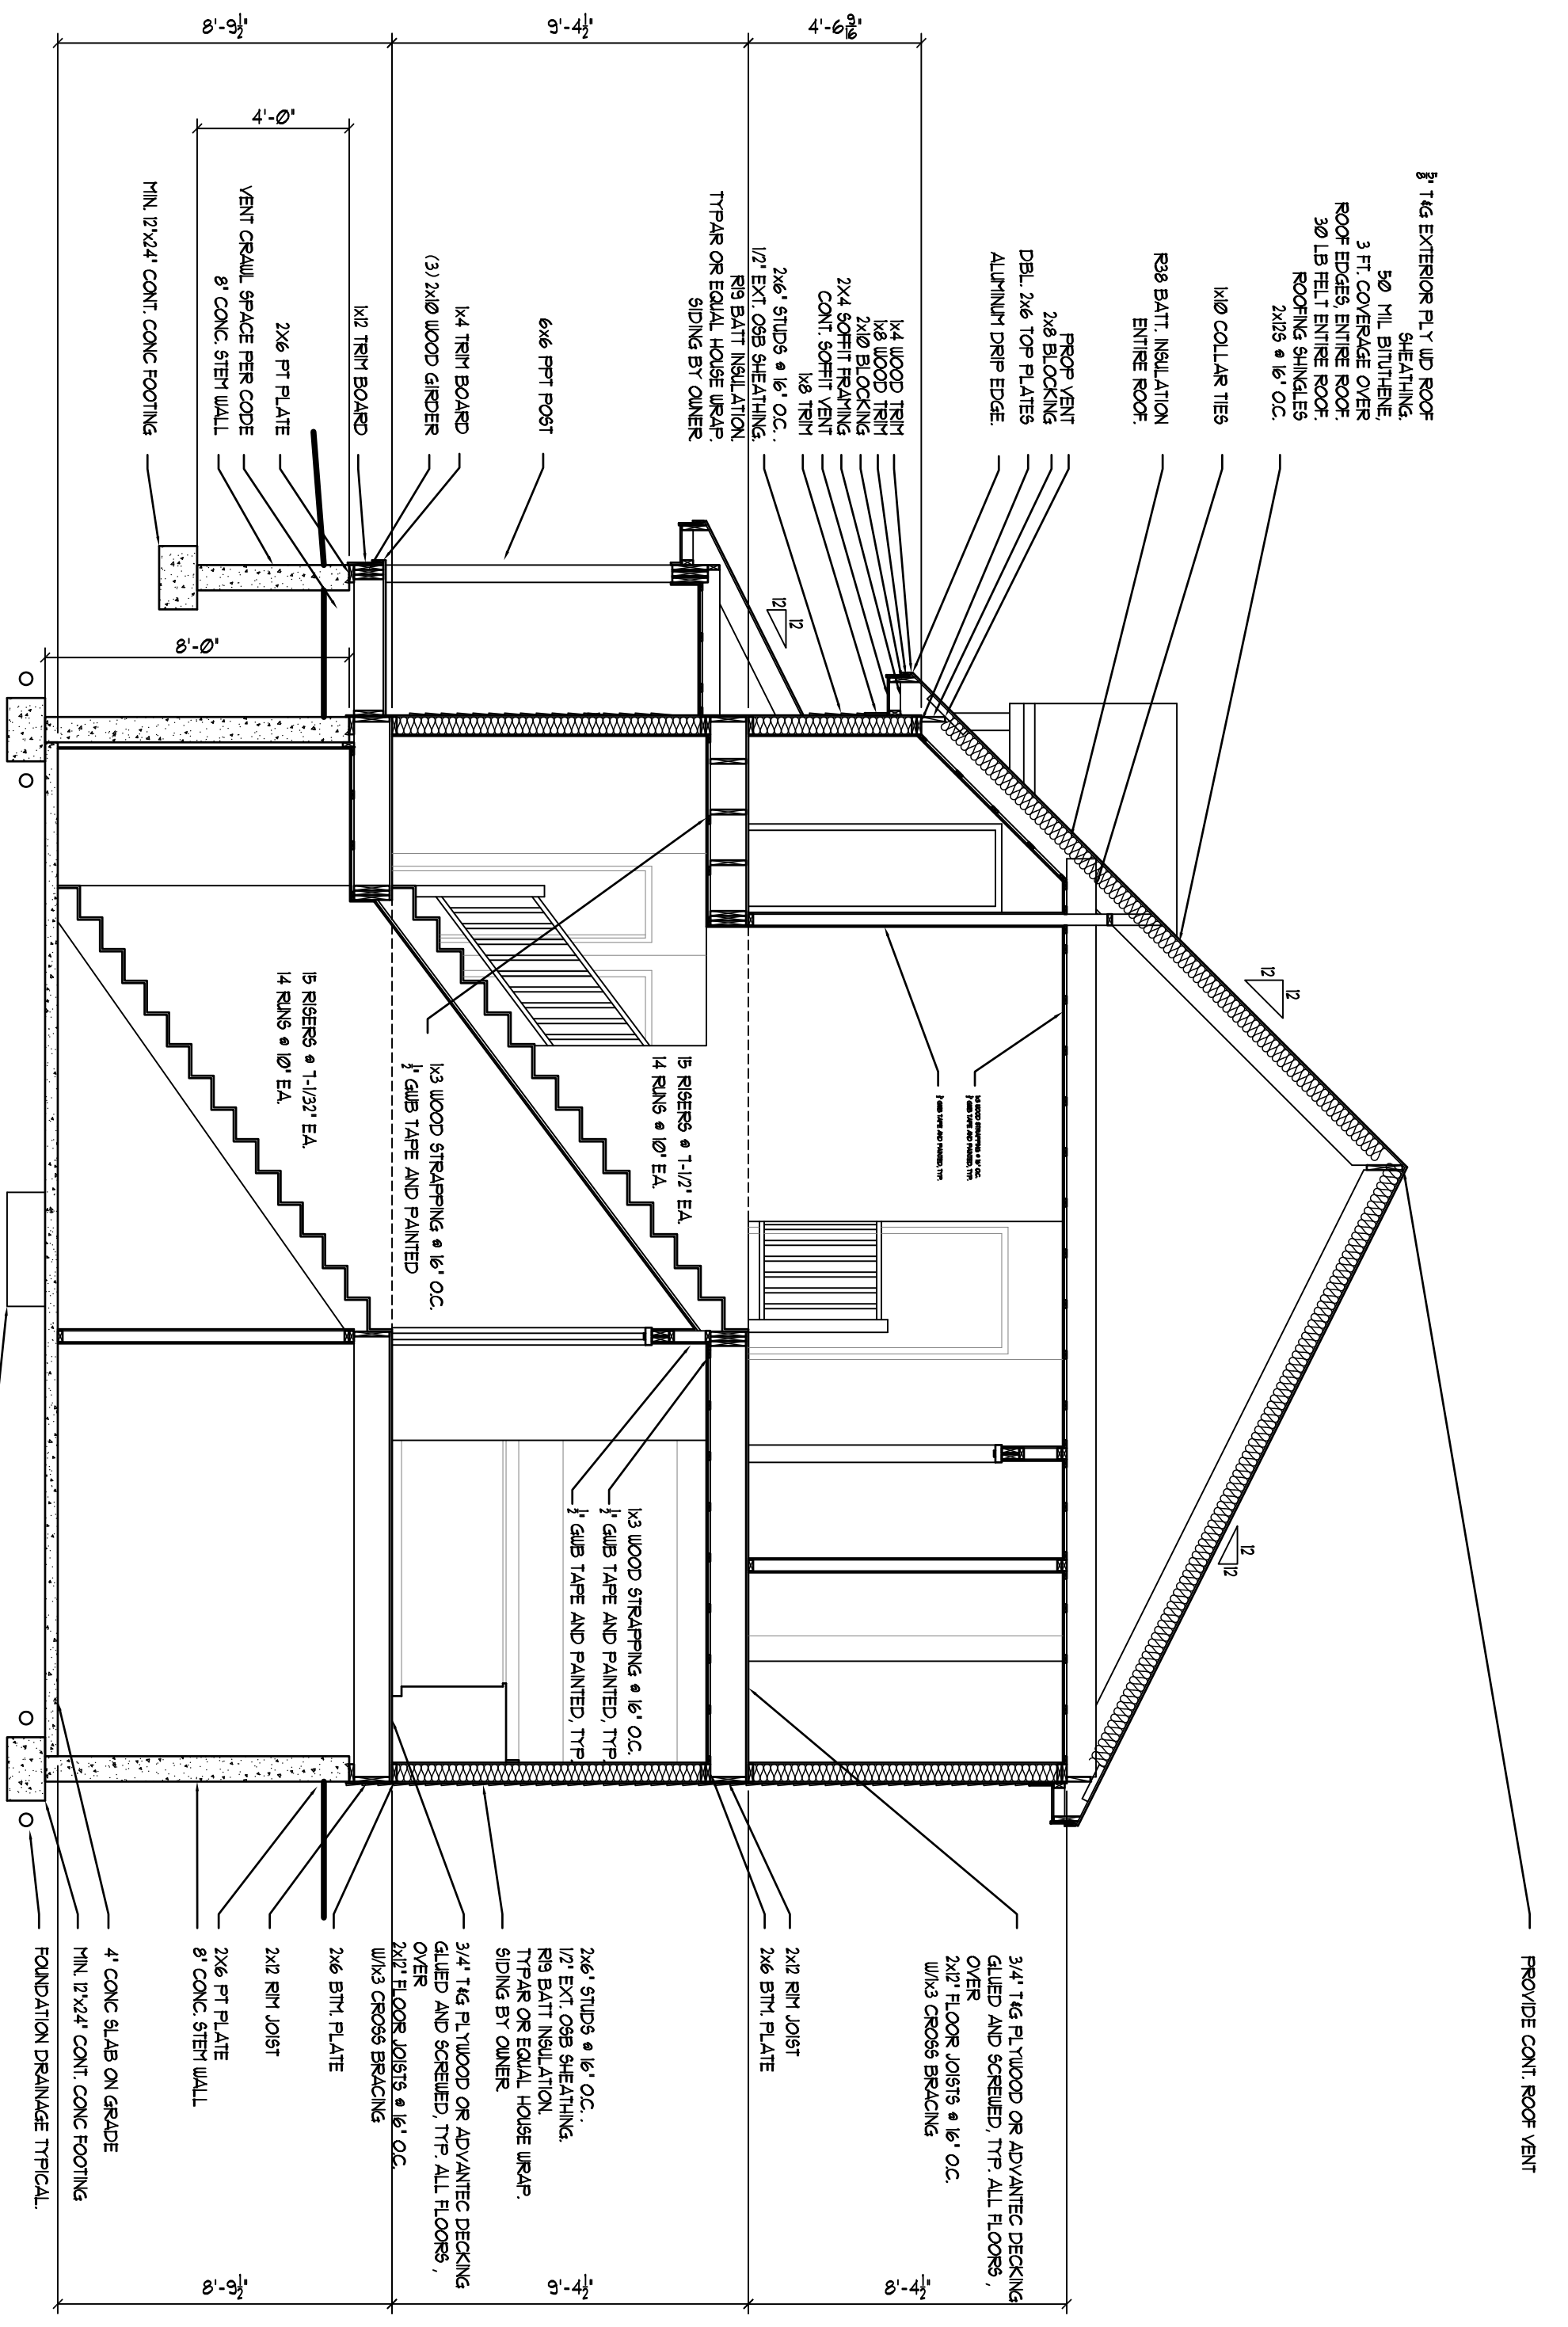 5/8" T&G EXTERIOR PLY WD ROOF
SHEATHING.
50 MIL BITUTHENE,
3 FT. COVERAGE OVER
ROOF EDGES, ENTIRE ROOF.
30 LB FELT ENTIRE ROOF.
ROOFING SHINGLES
2x12S @ 16" O.C.
1x10 COLLAR TIES
R38 BATT. INSULATION
ENTIRE ROOF.
PROP VENT
2x8 BLOCKING
DBL. 2x6 TOP PLATES
ALUMINUM DRIP EDGE.
1x4 WOOD TRIM
1x8 WOOD TRIM
2x10 BLOCKING
2X4 SOFFIT FRAMING
CONT. SOFFIT VENT
1x8 TRIM
2x6" STUDS @ 16" O.C. .
1/2" EXT. OSB SHEATHING.
R19 BATT INSULATION.
TYPAR OR EQUAL HOUSE WRAP.
SIDING BY OWNER.
6x6 PPT POST
1x4 TRIM BOARD
(3) 2x10 WOOD GIRDER
1x12 TRIM BOARD
2X6 PT PLATE
VENT CRAWL SPACE PER CODE
8" CONC. STEM WALL
MIN. 12"x24" CONT. CONC FOOTING
4'-6 9/16"
9'-4 1/2"
8'-9 1/2"
4'-0"
8'-0"
12
12
12
12
12
12
15 RISERS @ 7-1/2" EA.
14 RUNS @ 10" EA.
1x3 WOOD STRAPPING @ 16" O.C.
1/2" GWB TAPE AND PAINTED
15 RISERS @ 7-1/32" EA.
14 RUNS @ 10" EA.
1x3 WOOD STRAPPING @ 16" O.C.
1/2" GWB TAPE AND PAINTED, TYP.
1/2" GWB TAPE AND PAINTED, TYP.
PROVIDE CONT. ROOF VENT
3/4" T&G PLYWOOD OR ADVANTEC DECKING
GLUED AND SCREWED, TYP. ALL FLOORS ,
OVER
2x12" FLOOR JOISTS @ 16" O.C.
W/1x3 CROSS BRACING
2x12 RIM JOIST
2x6 BTM. PLATE
2x6" STUDS @ 16" O.C. .
1/2" EXT. OSB SHEATHING.
R19 BATT INSULATION.
TYPAR OR EQUAL HOUSE WRAP.
SIDING BY OWNER.
3/4" T&G PLYWOOD OR ADVANTEC DECKING
GLUED AND SCREWED, TYP. ALL FLOORS ,
OVER
2x12" FLOOR JOISTS @ 16" O.C.
W/1x3 CROSS BRACING
2x6 BTM. PLATE
2x12 RIM JOIST
2X6 PT PLATE
8" CONC. STEM WALL
4" CONC SLAB ON GRADE
MIN. 12"x24" CONT. CONC FOOTING
FOUNDATION DRAINAGE TYPICAL.
8'-4 1/2"
9'-4 1/2"
8'-9 1/2"